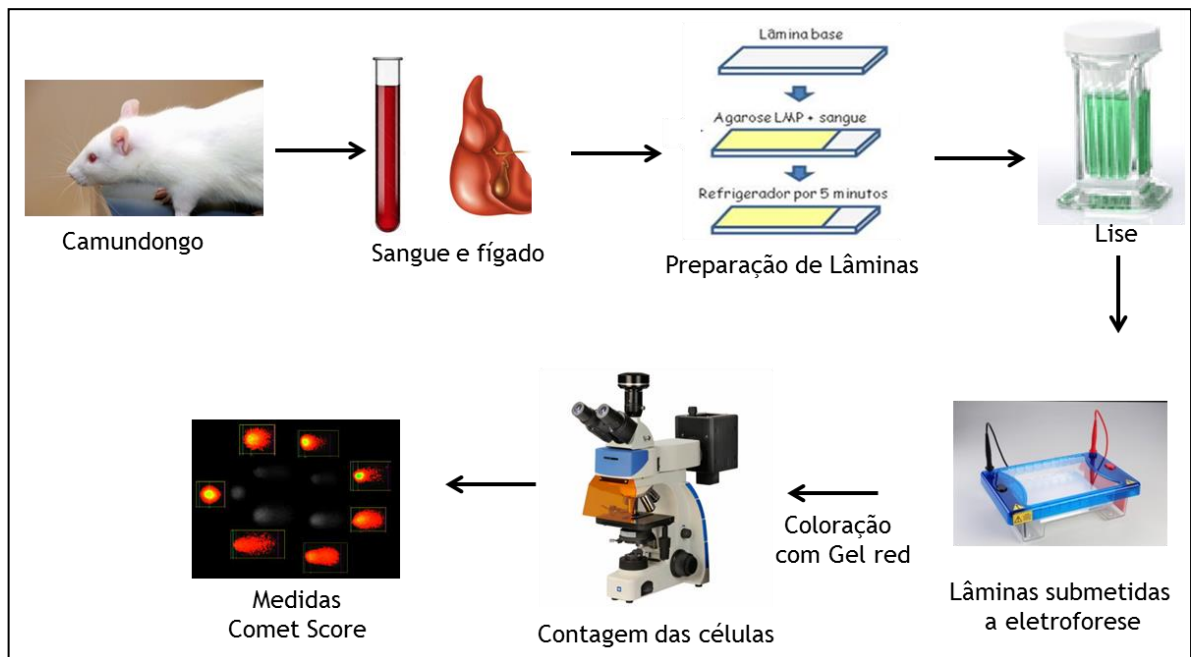 Camundongo
Sangue e fígado
Lâmina base
Agarose LMP + sangue
Refrigerador por 5 minutos
Preparação de Lâminas
Lise
Lâminas submetidas
a eletroforese
Coloração
com Gel red
Contagem das células
Medidas
Comet Score